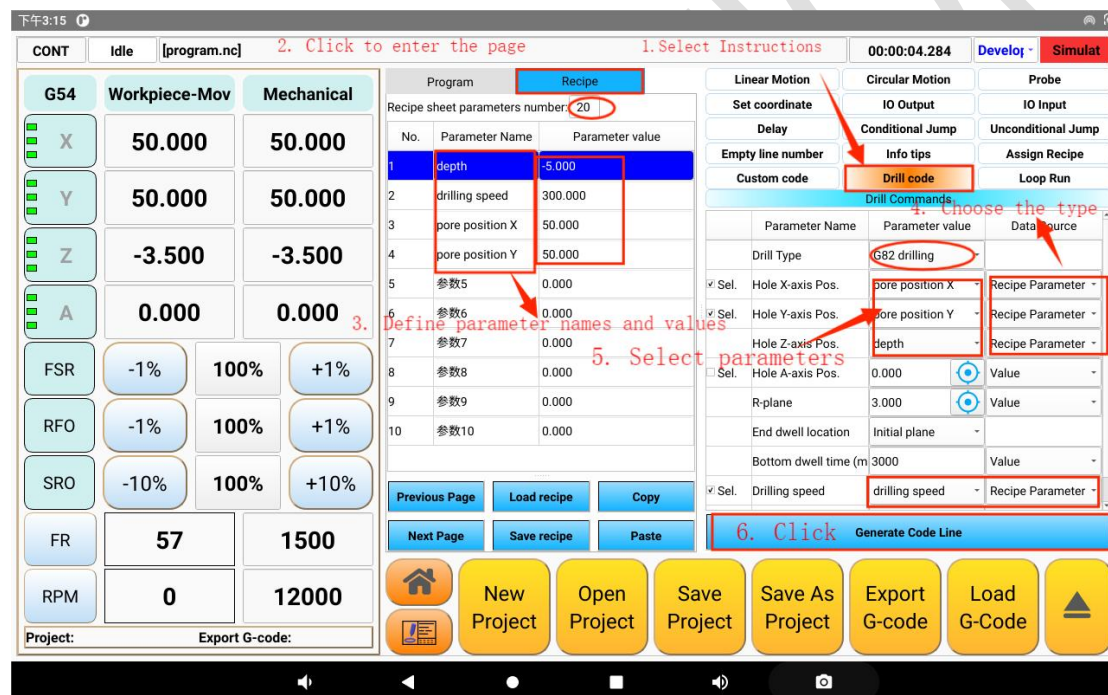 下午3:15
CONT Idle [program.nc] 2. Click to enter the page 1.Select Instructions 00:00:04.284 Develop Simulat
G54 Workpiece-Mov Mechanical
X 50.000 50.000
Y 50.000 50.000
Z -3.500 -3.500
A 0.000 0.000
FSR -1% 100% +1%
RFO -1% 100% +1%
SRO -10% 100% +10%
FR 57 1500
RPM 0 12000
Project: Export G-code:
Program Recipe
Recipe sheet parameters number: 20
No. Parameter Name Parameter value
1 depth -5.000
2 drilling speed 300.000
3 pore position X 50.000
4 pore position Y 50.000
5 参数5 0.000
6 参数6 0.000
3. Define parameter names and values
7 参数7 0.000
5. Select parameters
8 参数8 0.000
9 参数9 0.000
10 参数10 0.000
Previous Page Load recipe Copy
Next Page Save recipe Paste
Linear Motion Circular Motion Probe
Set coordinate IO Output IO Input
Delay Conditional Jump Unconditional Jump
Empty line number Info tips Assign Recipe
Custom code Drill code Loop Run
Drill Commands
4. Choose the type
Parameter Name Parameter value Data Source
Drill Type G82 drilling
Sel. Hole X-axis Pos. pore position X Recipe Parameter
Sel. Hole Y-axis Pos. pore position Y Recipe Parameter
Hole Z-axis Pos. depth Recipe Parameter
Sel. Hole A-axis Pos. 0.000 Value
R-plane 3.000 Value
End dwell location Initial plane
Bottom dwell time (m 3000 Value
Sel. Drilling speed drilling speed Recipe Parameter
6. Click Generate Code Line
New Project Open Project Save Project Save As Project Export G-code Load G-Code